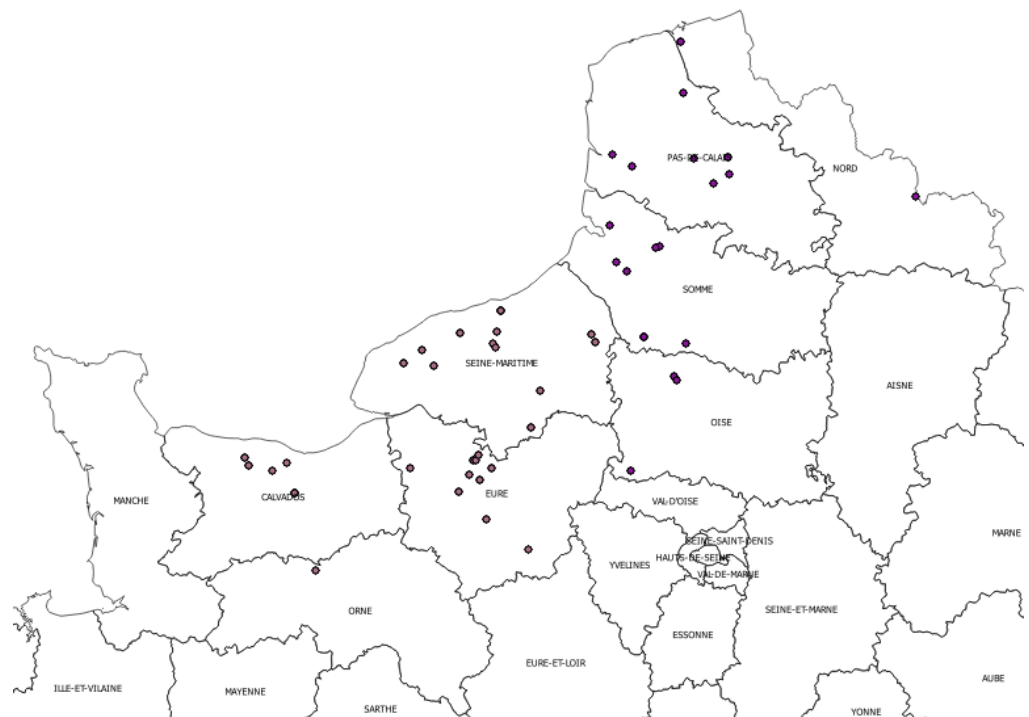 PAS-DE-CALAIS
NORD
SOMME
SEINE-MARITIME
AISNE
OISE
EURE
CALVADOS
MANCHE
VAL-D'OISE
MARNE
SEINE-SAINT-DENIS
HAUTS-DE-SEINE
YVELINES
VAL-DE-MARNE
ORNE
SEINE-ET-MARNE
ESSONNE
EURE-ET-LOIR
AUBE
ILLE-ET-VILAINE
MAYENNE
SARTHE
YONNE